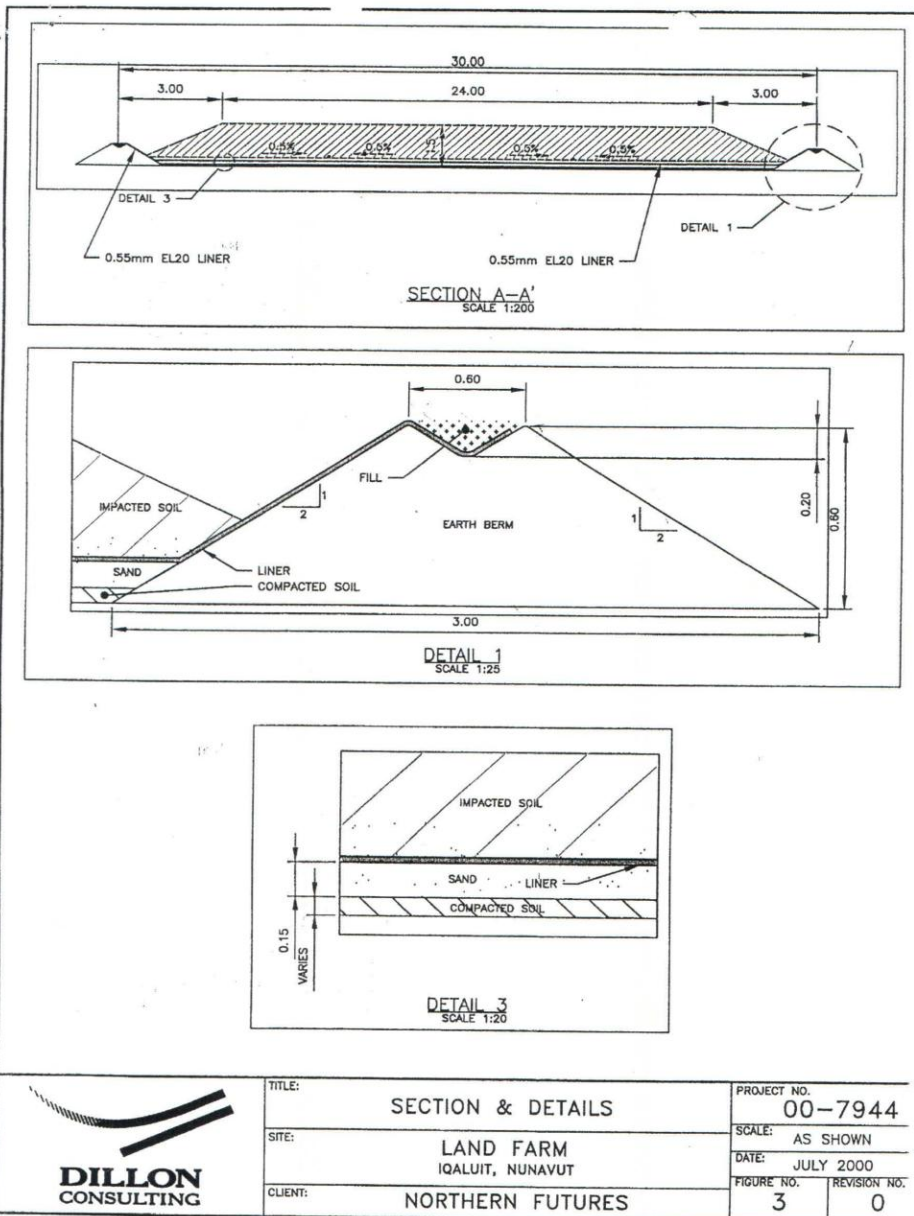 30.00
3.00
24.00
3.00
0.5%
0.5%
0.5%
0.5%
DETAIL 3
DETAIL 1
0.55mm EL20 LINER
0.55mm EL20 LINER
SECTION A-A'
SCALE 1:200
0.60
FILL
1
2
1
2
0.20
0.60
IMPACTED SOIL
EARTH BERM
LINER
SAND
COMPACTED SOIL
3.00
DETAIL 1
SCALE 1:25
IMPACTED SOIL
SAND
LINER
COMPACTED SOIL
0.15
VARIES
DETAIL 3
SCALE 1:20
DILLON
CONSULTING
TITLE:
SECTION & DETAILS
SITE:
LAND FARM
IQALUIT, NUNAVUT
CLIENT:
NORTHERN FUTURES
PROJECT NO.
00-7944
SCALE: AS SHOWN
DATE: JULY 2000
FIGURE NO.
3
REVISION NO.
0